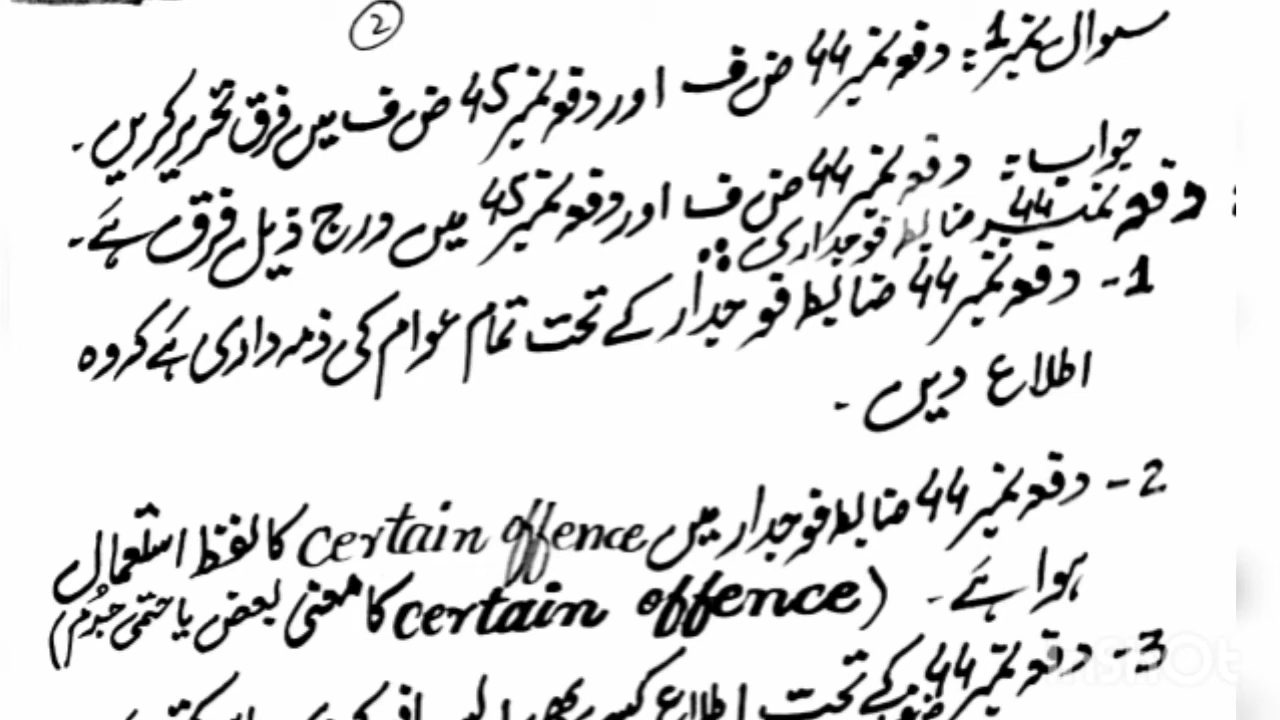 2
سوال نمبر 1: دفعہ نمبر 44 ض ف اور دفعہ نمبر 45 ض ف میں فرق تحریر کریں۔
جواب: دفعہ نمبر 44 ض ف اور دفعہ نمبر 45 میں درج ذیل فرق ہے۔
دفعہ نمبر 44 ضابطہ فوجداری:
1- دفعہ نمبر 44 ضابطہ فوجدار کے تحت تمام عوام کی ذمہ داری ہے کہ وہ
اطلاع دیں۔
2- دفعہ نمبر 44 ضابطہ فوجدار میں certain offence کا لفظ استعمال
ہوا ہے۔ (certain offence کا معنی بعض یا حتمی جرم)
3- دفعہ نمبر 44 کے تحت اطلاع کسی بھی
inshot